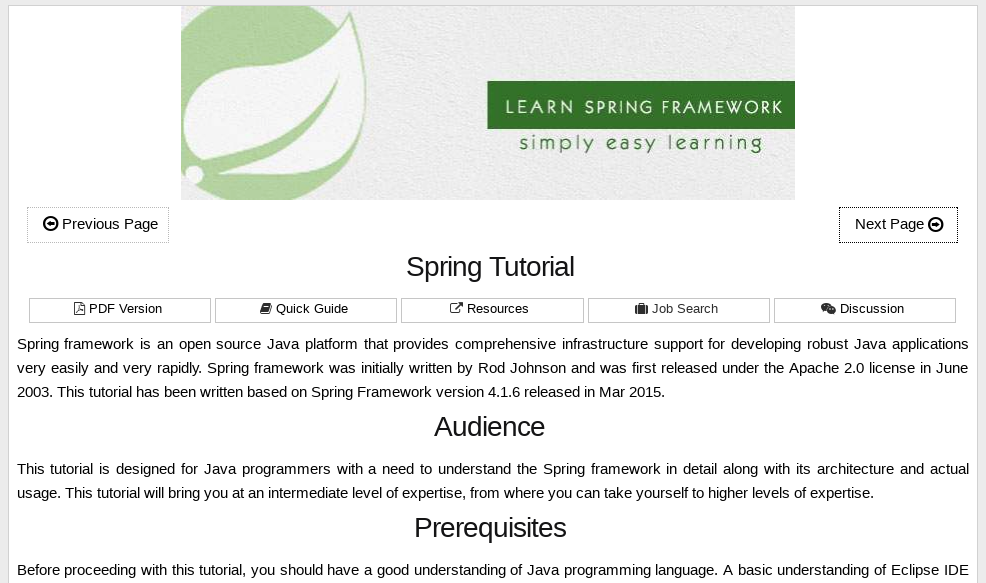 LEARN SPRING FRAMEWORK
simply easy learning
Previous Page
Next Page
Spring Tutorial
PDF Version
Quick Guide
Resources
Job Search
Discussion
Spring framework is an open source Java platform that provides comprehensive infrastructure support for developing robust Java applications
very easily and very rapidly. Spring framework was initially written by Rod Johnson and was first released under the Apache 2.0 license in June
2003. This tutorial has been written based on Spring Framework version 4.1.6 released in Mar 2015.
Audience
This tutorial is designed for Java programmers with a need to understand the Spring framework in detail along with its architecture and actual
usage. This tutorial will bring you at an intermediate level of expertise, from where you can take yourself to higher levels of expertise.
Prerequisites
Before proceeding with this tutorial, you should have a good understanding of Java programming language. A basic understanding of Eclipse IDE